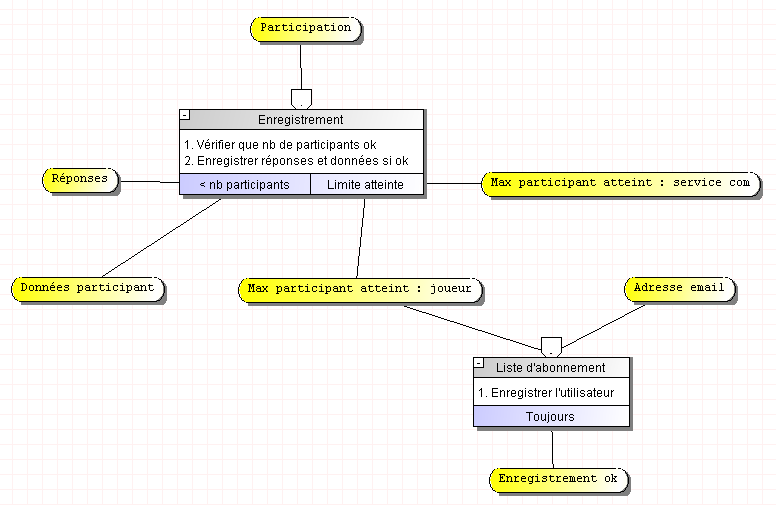 Participation
Enregistrement
1. Vérifier que nb de participants ok
2. Enregistrer réponses et données si ok
< nb participants
Limite atteinte
Réponses
Max participant atteint : service com
Données participant
Max participant atteint : joueur
Adresse email
Liste d'abonnement
1. Enregistrer l'utilisateur
Toujours
Enregistrement ok